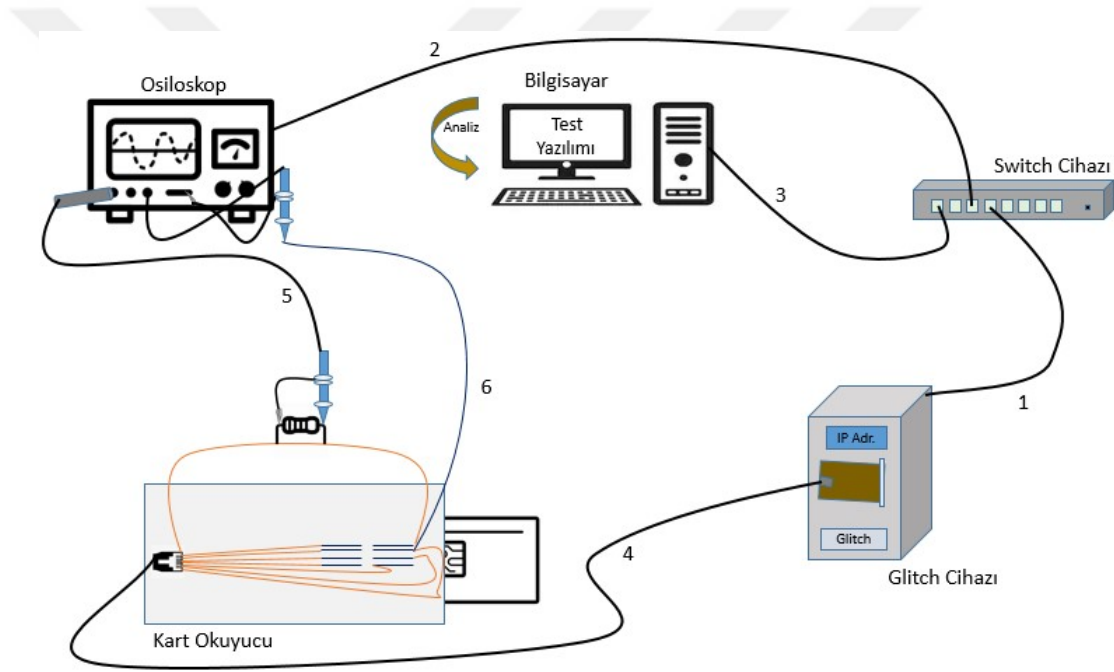 2
Osiloskop
Bilgisayar
Analiz
Test
Yazılımı
3
Switch Cihazı
5
6
1
IP Adr.
Glitch
4
Glitch Cihazı
Kart Okuyucu